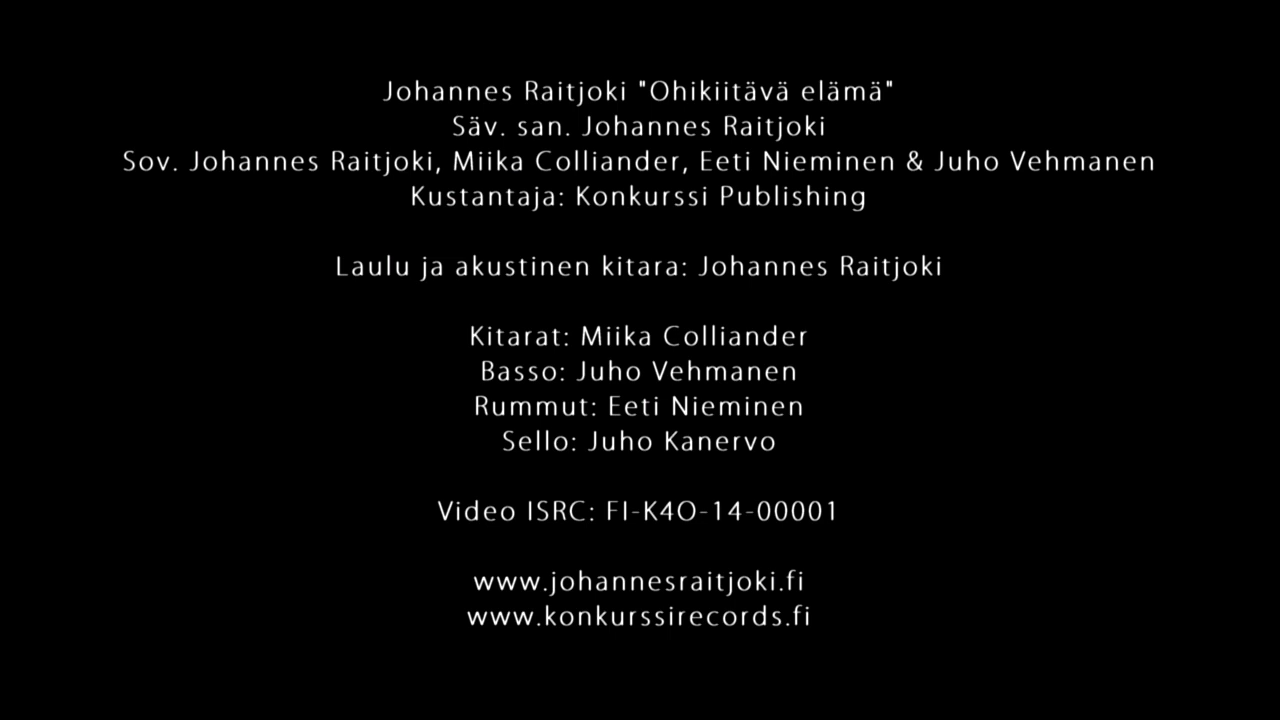 Johannes Raitjoki "Ohikiitävä elämä"
Säv. san. Johannes Raitjoki
Sov. Johannes Raitjoki, Miika Colliander, Eeti Nieminen & Juho Vehmanen
Kustantaja: Konkurssi Publishing
Laulu ja akustinen kitara: Johannes Raitjoki
Kitarat: Miika Colliander
Basso: Juho Vehmanen
Rummut: Eeti Nieminen
Sello: Juho Kanervo
Video ISRC: FI-K4O-14-00001
www.johannesraitjoki.fi
www.konkurssirecords.fi